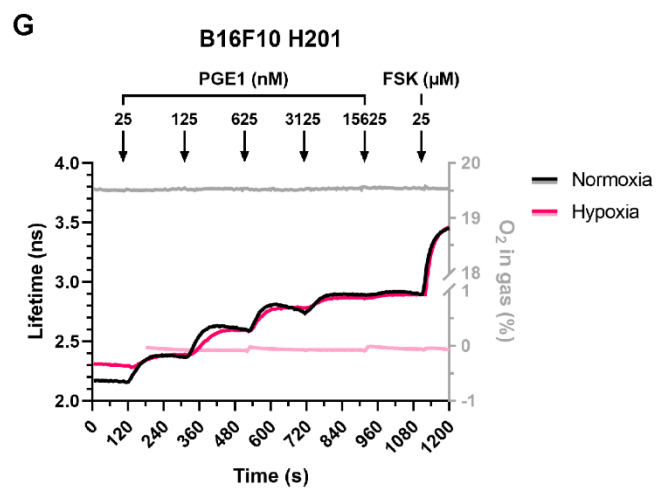 G
B16F10 H201
PGE1 (nM) FSK (μM)
25 125 625 3125 15625 25
4.0 20
Normoxia
Hypoxia
3.5 19
18
3.0 1
2.5 0
2.0 -1
Lifetime (ns)
O₂ in gas (%)
0 120 240 360 480 600 720 840 960 1080 1200
Time (s)